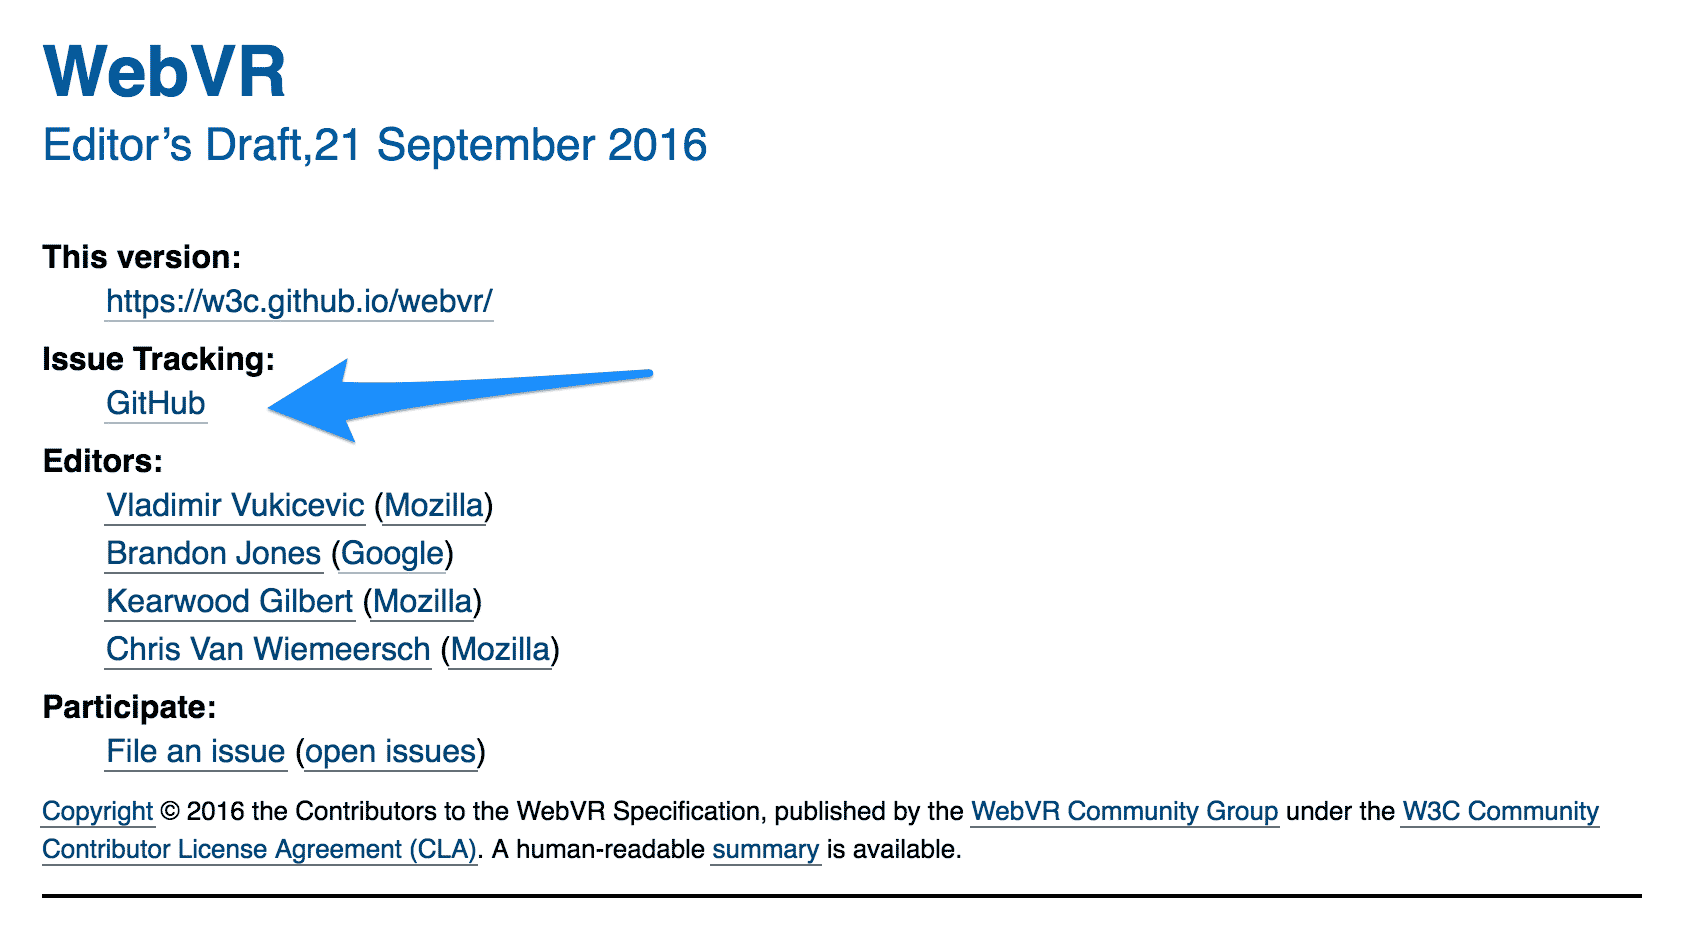 WebVR
Editor’s Draft,21 September 2016
This version:
https://w3c.github.io/webvr/
Issue Tracking:
GitHub
Editors:
Vladimir Vukicevic (Mozilla)
Brandon Jones (Google)
Kearwood Gilbert (Mozilla)
Chris Van Wiemeersch (Mozilla)
Participate:
File an issue (open issues)
Copyright © 2016 the Contributors to the WebVR Specification, published by the WebVR Community Group under the W3C Community
Contributor License Agreement (CLA). A human-readable summary is available.